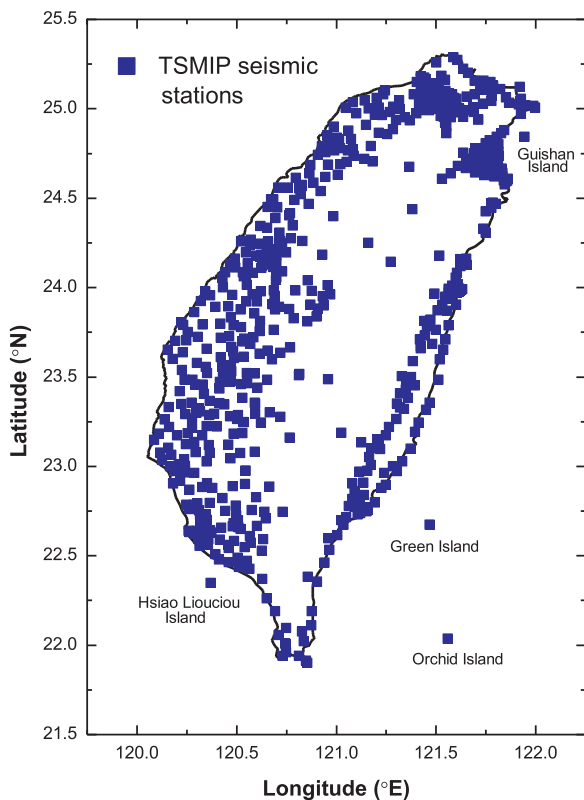 25.5
TSMIP seismic
stations
25.0
Guishan
Island
24.5
24.0
Latitude (°N)
23.5
23.0
22.5
Green Island
Hsiao Liouciou
Island
22.0
Orchid Island
21.5
120.0 120.5 121.0 121.5 122.0
Longitude (°E)